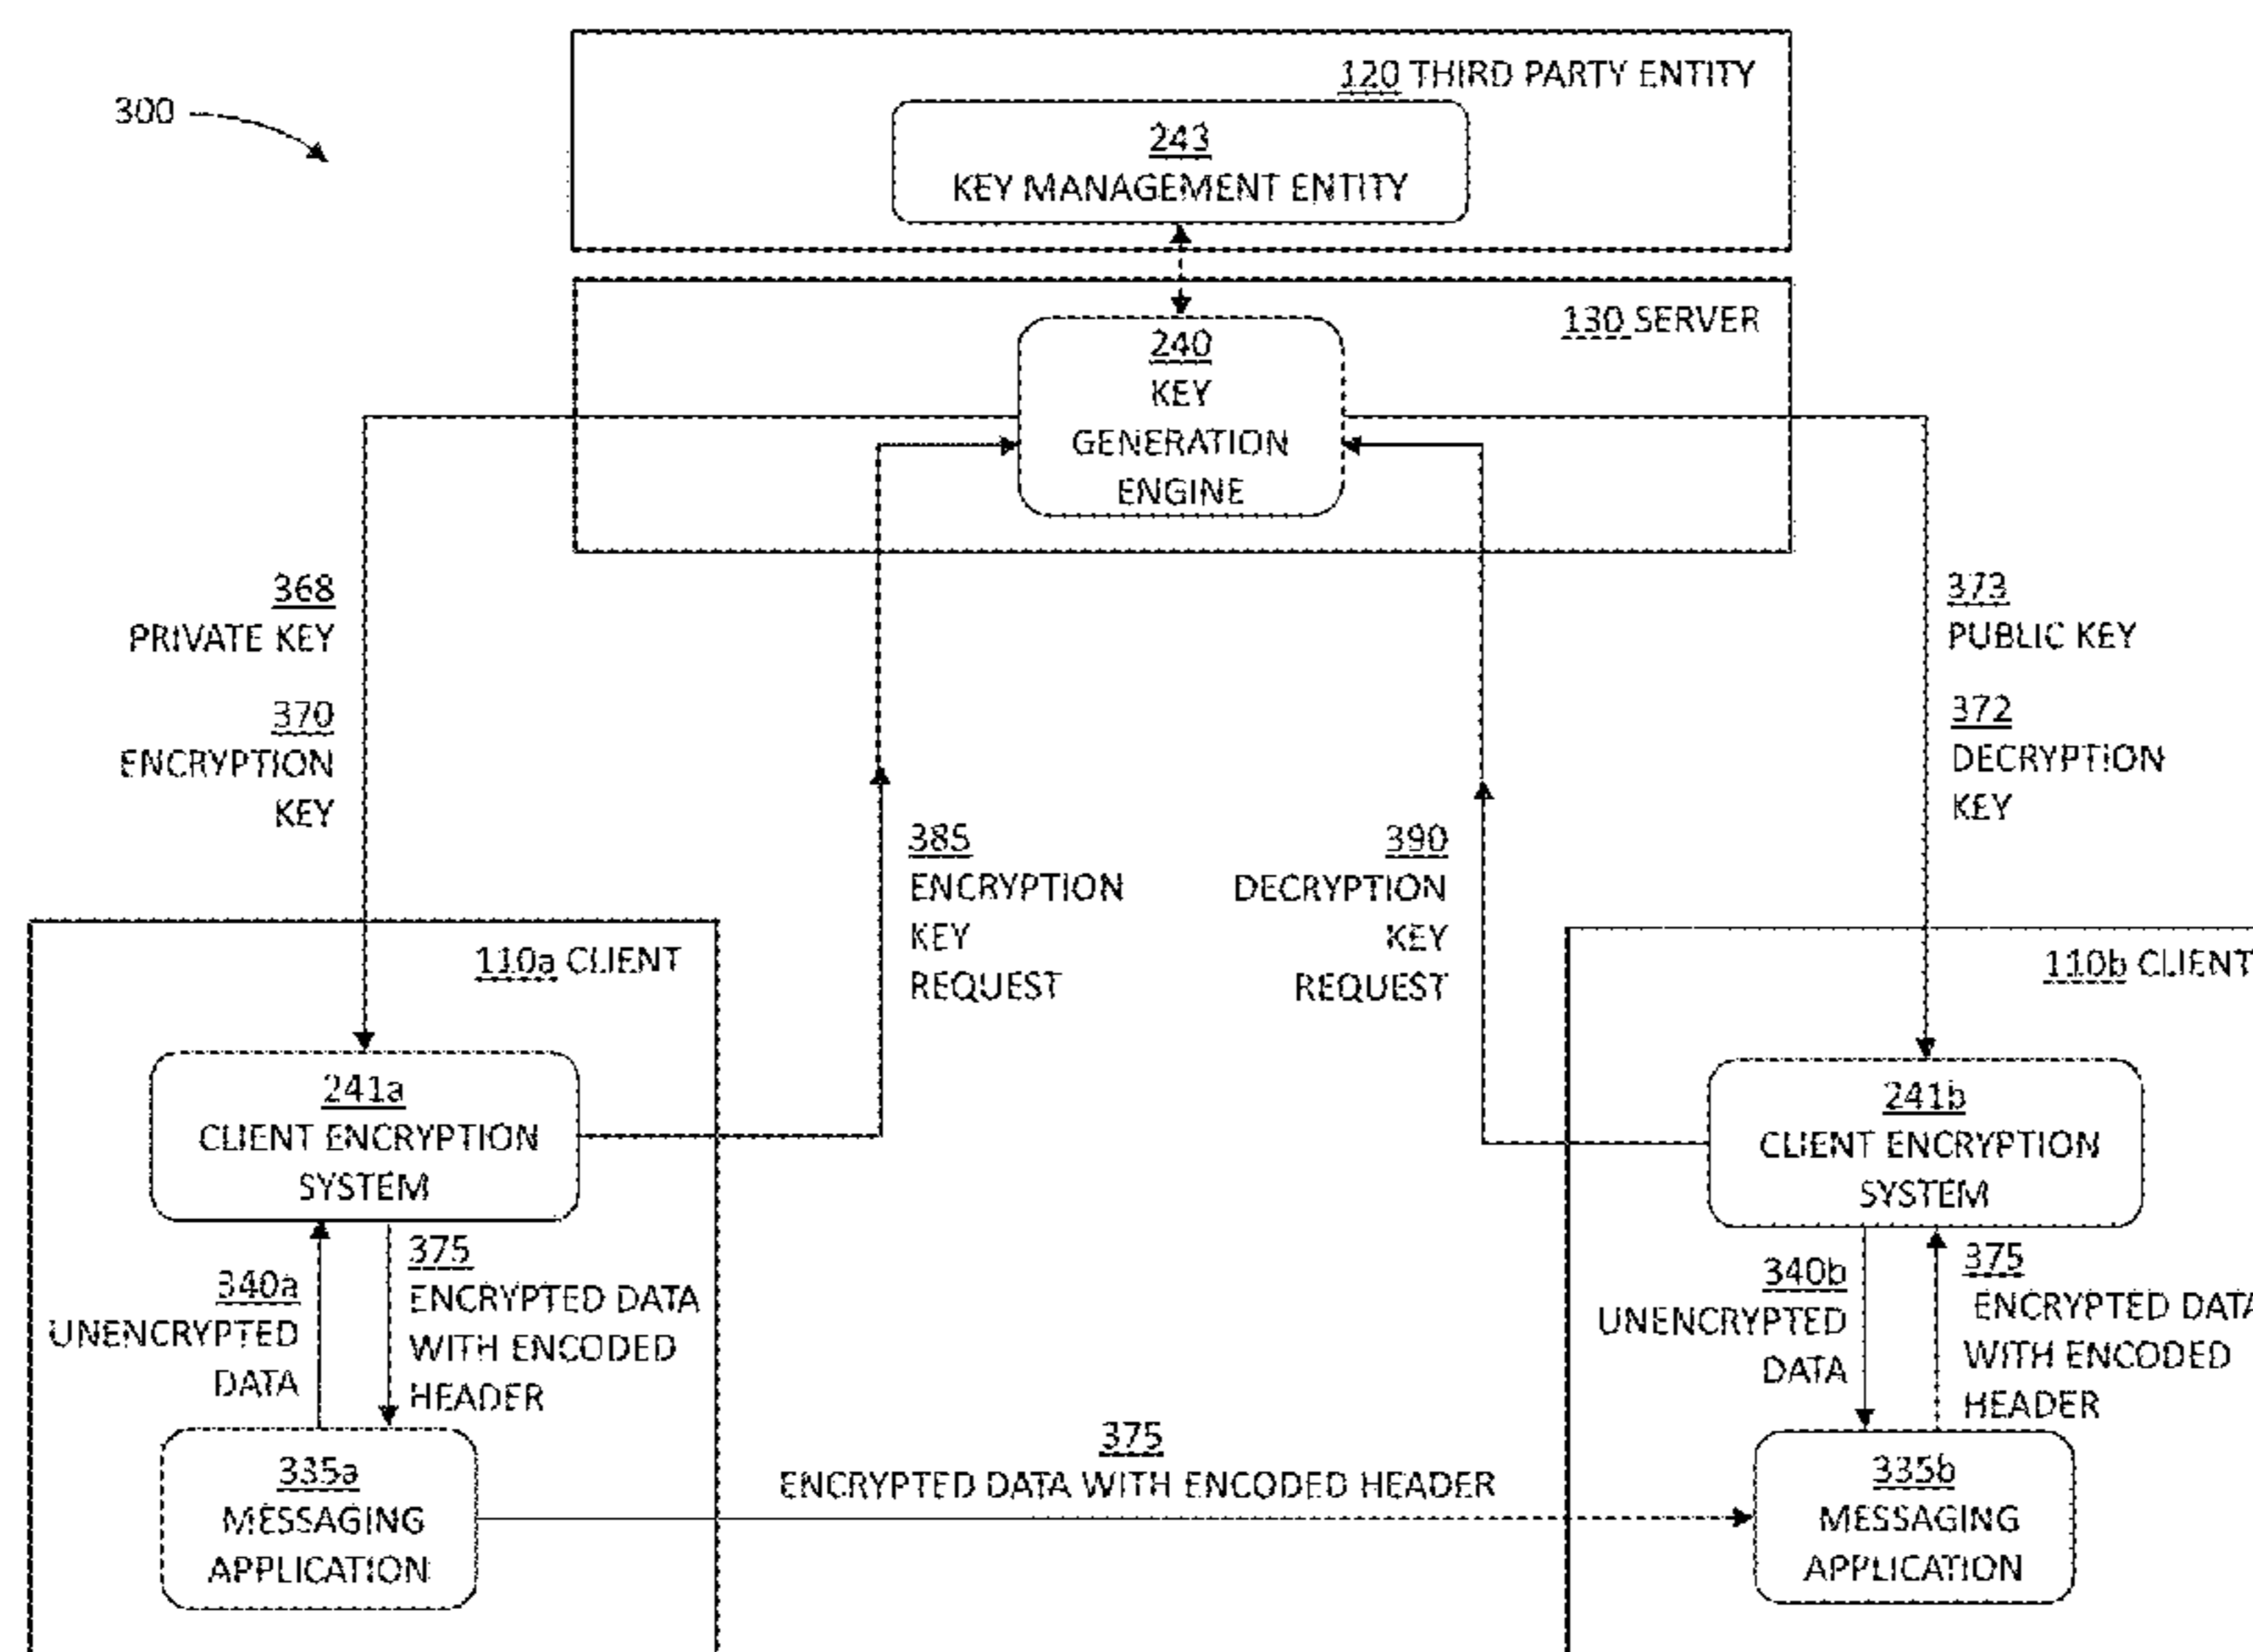 300
120 THIRD PARTY ENTITY
243
KEY MANAGEMENT ENTITY
130 SERVER
240
KEY
GENERATION
ENGINE
368
PRIVATE KEY
370
ENCRYPTION
KEY
373
PUBLIC KEY
372
DECRYPTION
KEY
385
ENCRYPTION
KEY
REQUEST
390
DECRYPTION
KEY
REQUEST
110a CLIENT
241a
CLIENT ENCRYPTION
SYSTEM
340a
UNENCRYPTED
DATA
375
ENCRYPTED DATA
WITH ENCODED
HEADER
335a
MESSAGING
APPLICATION
375
ENCRYPTED DATA WITH ENCODED HEADER
110b CLIENT
241b
CLIENT ENCRYPTION
SYSTEM
340b
UNENCRYPTED
DATA
375
ENCRYPTED DATA
WITH ENCODED
HEADER
335b
MESSAGING
APPLICATION